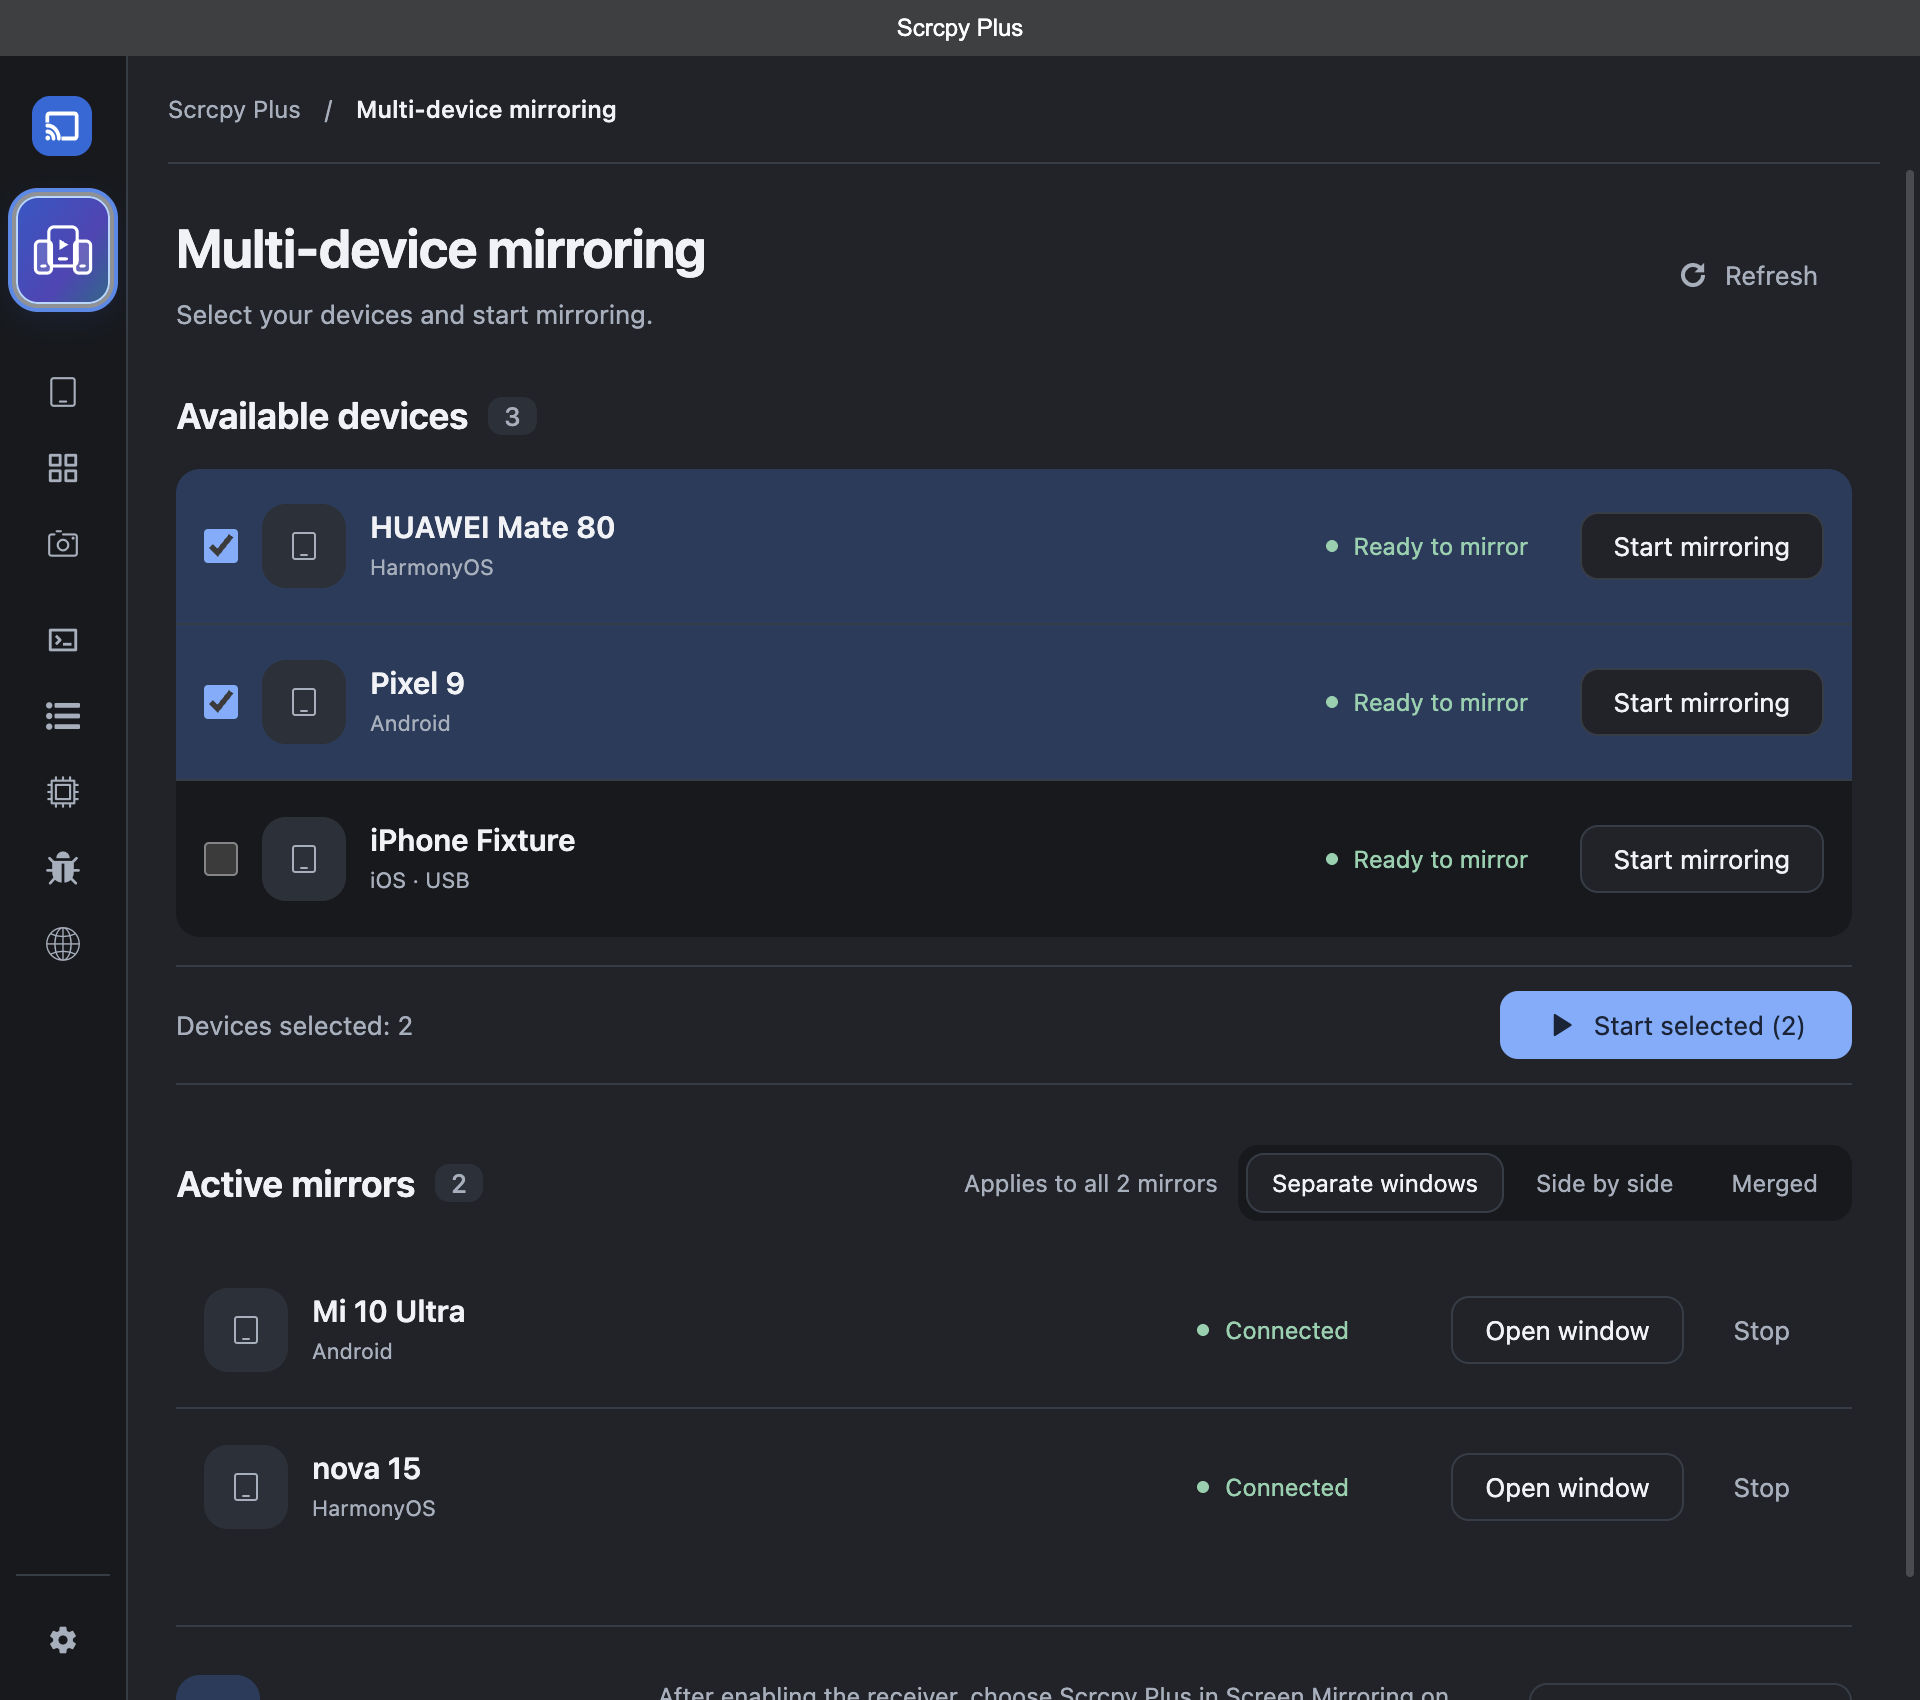 Scrcpy Plus
Scrcpy Plus / Multi-device mirroring
Multi-device mirroring
Select your devices and start mirroring.
Refresh
Available devices 3
HUAWEI Mate 80
HarmonyOS
Ready to mirror
Start mirroring
Pixel 9
Android
Ready to mirror
Start mirroring
iPhone Fixture
iOS · USB
Ready to mirror
Start mirroring
Devices selected: 2
Start selected (2)
Active mirrors 2
Applies to all 2 mirrors
Separate windows
Side by side
Merged
Mi 10 Ultra
Android
Connected
Open window
Stop
nova 15
HarmonyOS
Connected
Open window
Stop
After enabling the receiver, choose Scrcpy Plus in Screen Mirroring on